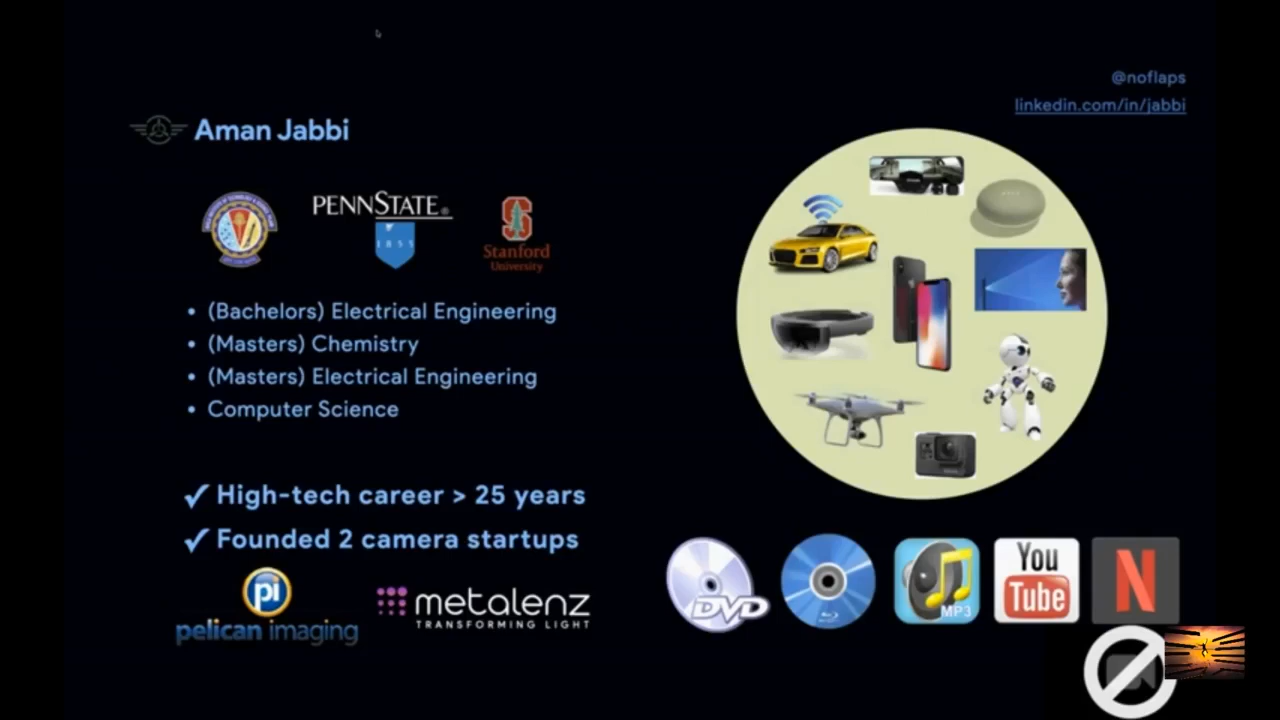 @noflaps
linkedin.com/in/jabbi
Aman Jabbi
PENNSTATE®
1855
Stanford
University
• (Bachelors) Electrical Engineering
• (Masters) Chemistry
• (Masters) Electrical Engineering
• Computer Science
✓ High-tech career > 25 years
✓ Founded 2 camera startups
pi
pelican imaging
metalenz
TRANSFORMING LIGHT
DVD
MP3
You
Tube
N